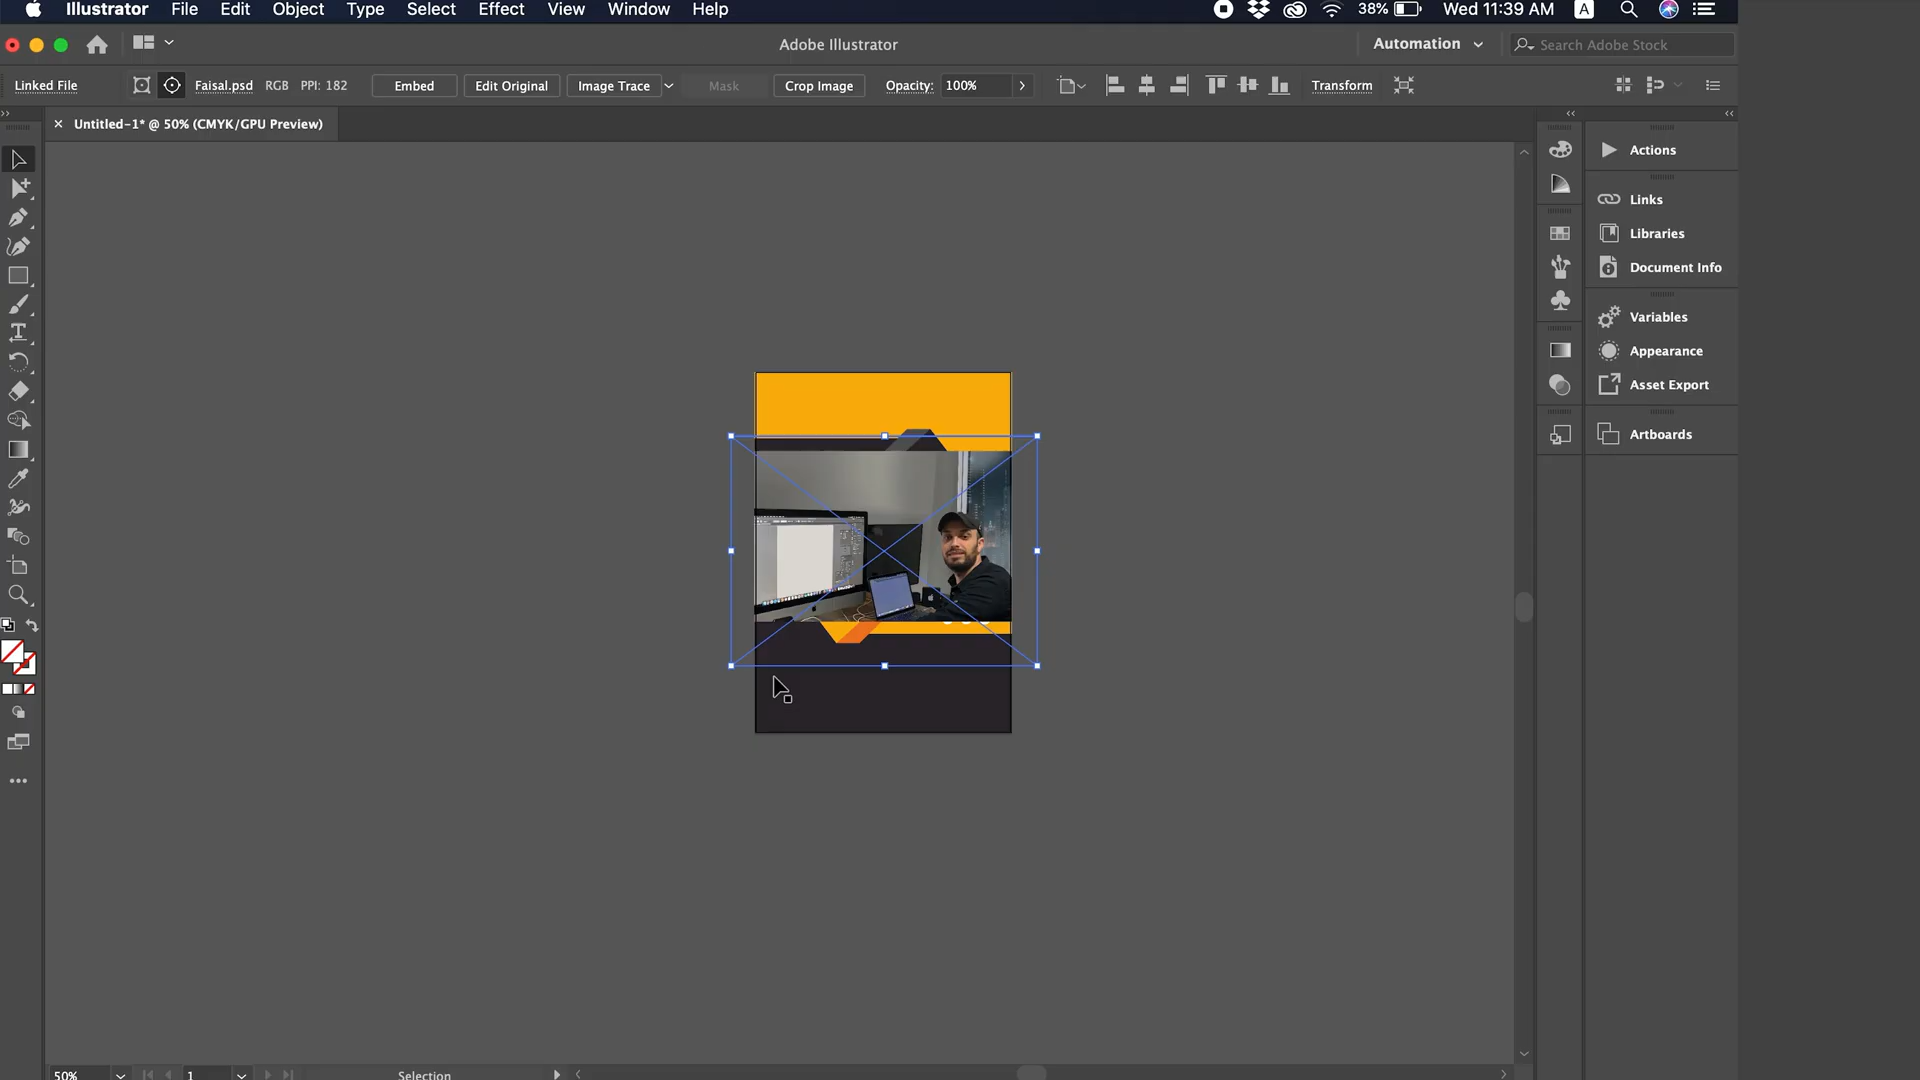 Illustrator File Edit Object Type Select Effect View Window Help 38% Wed 11:39 AM A
Adobe Illustrator Automation Search Adobe Stock
Linked File Faisal.psd RGB PPI: 182 Embed Edit Original Image Trace Mask Crop Image Opacity: 100% Transform
× Untitled-1* @ 50% (CMYK/GPU Preview)
Actions
Links
Libraries
Document Info
Variables
Appearance
Asset Export
Artboards
50% 1 Selection